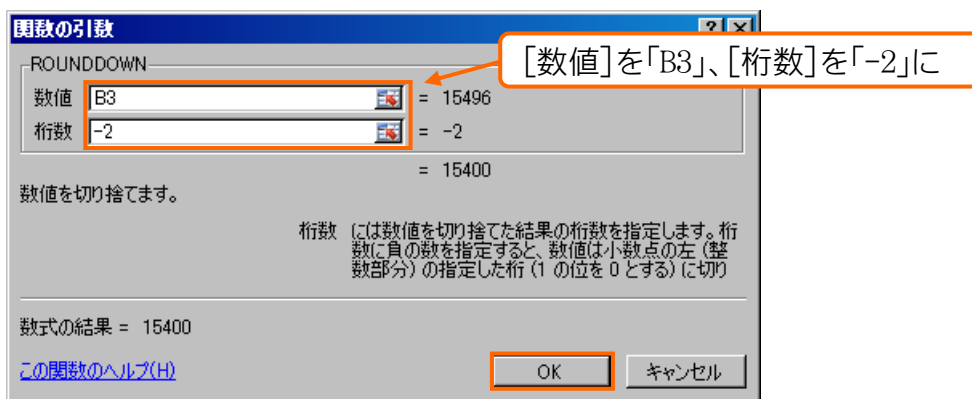 関数の引数
[数値]を「B3」、[桁数]を「-2」に
ROUNDDOWN
数値 B3 = 15496
桁数 -2 = -2
= 15400
数値を切り捨てます。
桁数 には数値を切り捨てた結果の桁数を指定します。桁
数に負の数を指定すると、数値は小数点の左 (整
数部分) の指定した桁 (1 の位を 0 とする) に切り
数式の結果 = 15400
この関数のヘルプ(H)
OK キャンセル